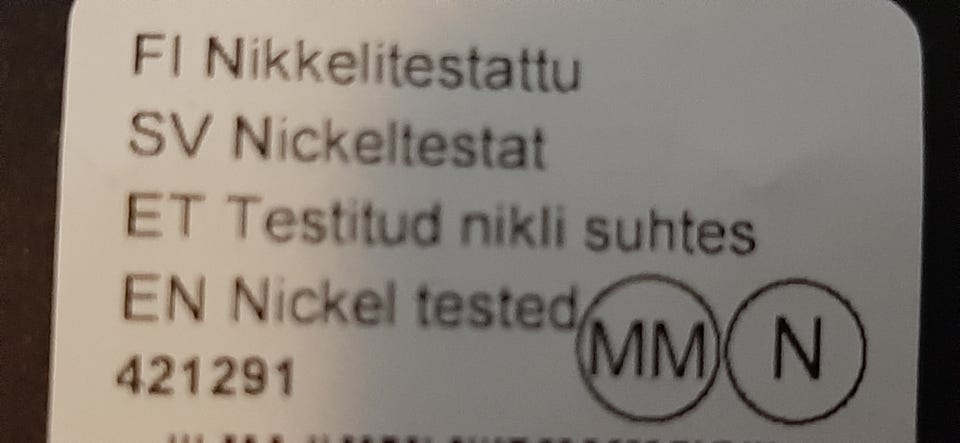 FI Nikkelitestattu
SV Nickeltestat
ET Testitud nikli suhtes
EN Nickel tested
MM N
421291